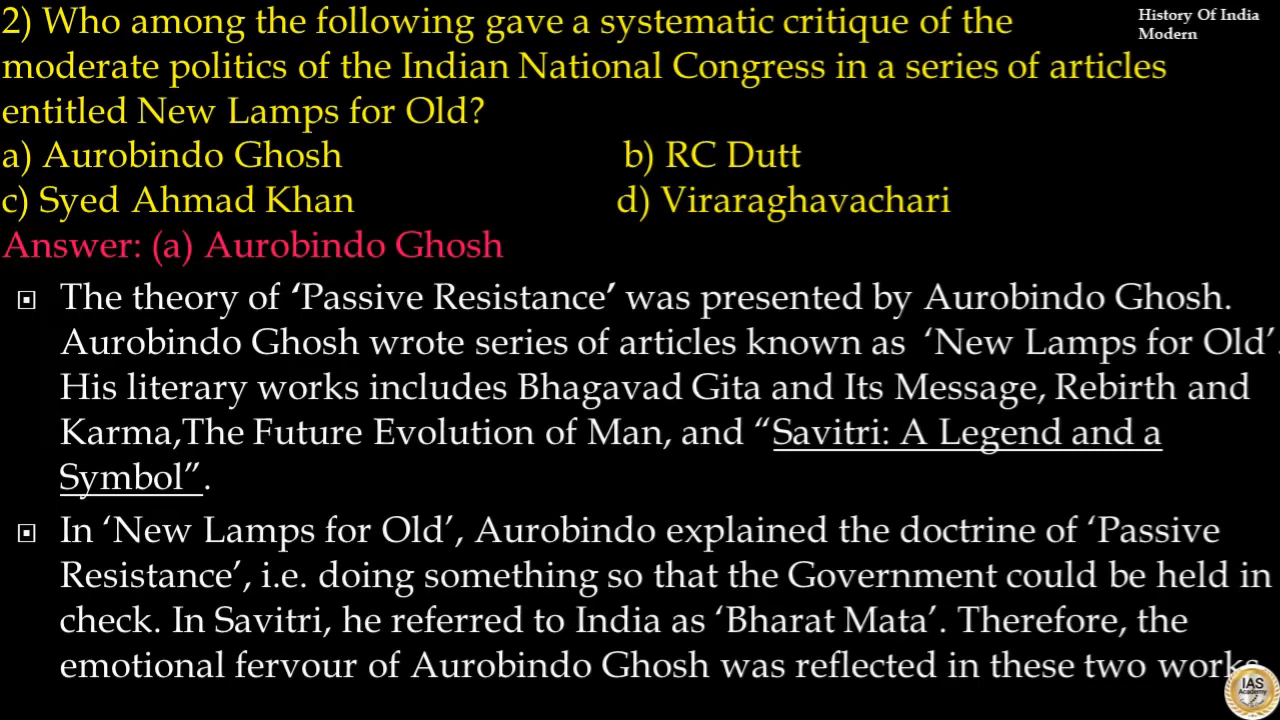 2) Who among the following gave a systematic critique of the
History Of India
Modern
moderate politics of the Indian National Congress in a series of articles
entitled New Lamps for Old?
a) Aurobindo Ghosh b) RC Dutt
c) Syed Ahmad Khan d) Viraraghavachari
Answer: (a) Aurobindo Ghosh
The theory of ‘Passive Resistance’ was presented by Aurobindo Ghosh.
Aurobindo Ghosh wrote series of articles known as ‘New Lamps for Old’.
His literary works includes Bhagavad Gita and Its Message, Rebirth and
Karma,The Future Evolution of Man, and “Savitri: A Legend and a
Symbol”.
In ‘New Lamps for Old’, Aurobindo explained the doctrine of ‘Passive
Resistance’, i.e. doing something so that the Government could be held in
check. In Savitri, he referred to India as ‘Bharat Mata’. Therefore, the
emotional fervour of Aurobindo Ghosh was reflected in these two works.
IAS
Academy